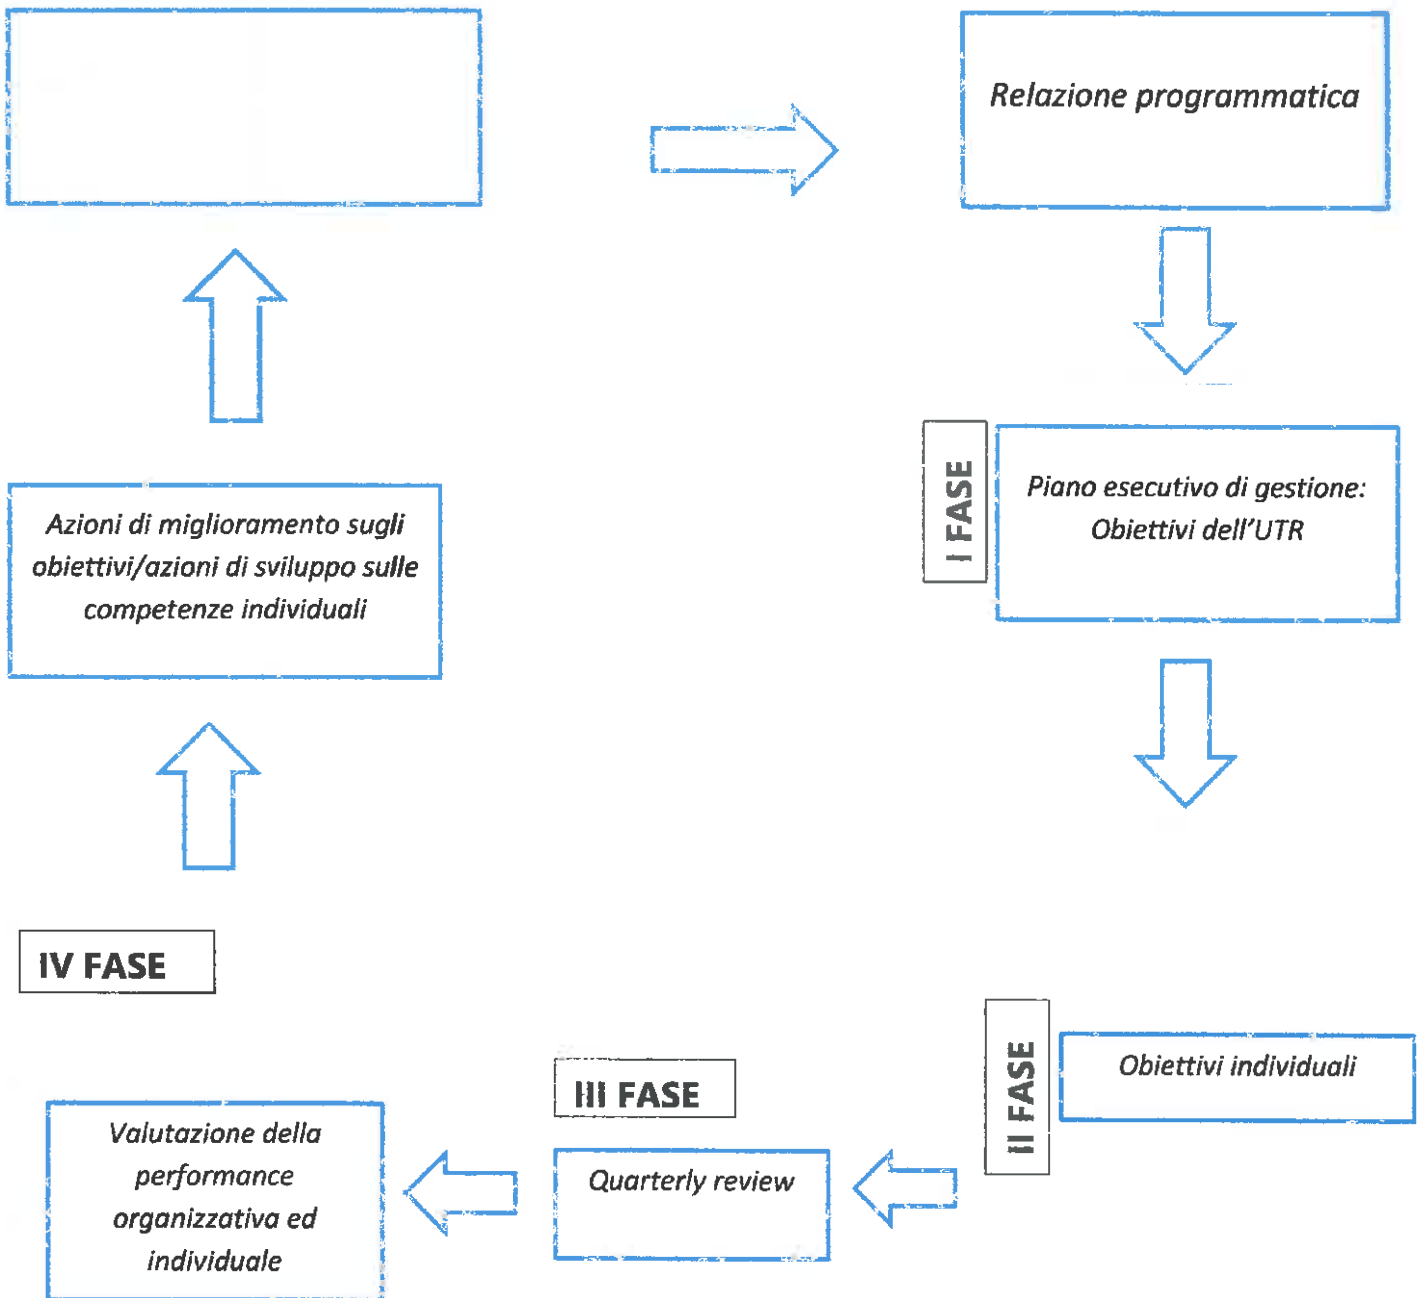 Relazione programmatica
I FASE
Piano esecutivo di gestione:
Obiettivi dell'UTR
Azioni di miglioramento sugli
obiettivi/azioni di sviluppo sulle
competenze individuali
IV FASE
II FASE
Obiettivi individuali
III FASE
Quarterly review
Valutazione della
performance
organizzativa ed
individuale